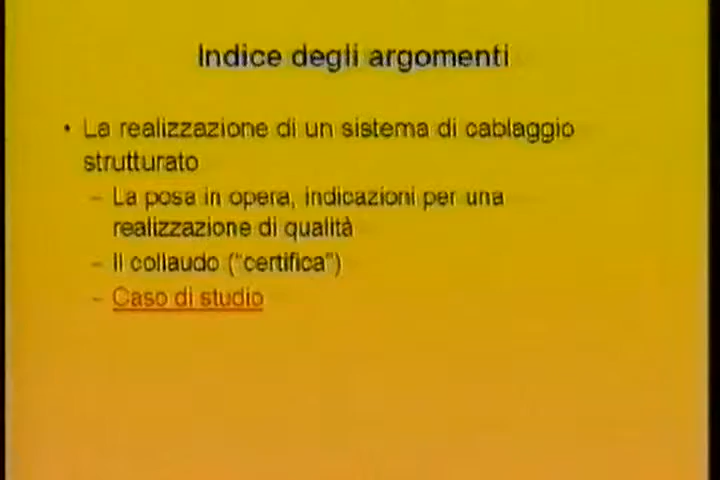 Indice degli argomenti
• La realizzazione di un sistema di cablaggio
strutturato
– La posa in opera, indicazioni per una
realizzazione di qualità
– Il collaudo (“certifica”)
– Caso di studio